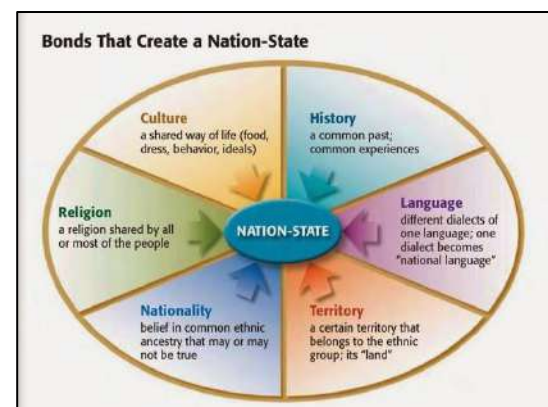 Bonds That Create a Nation-State
Culture
a shared way of life (food,
dress, behavior, ideals)
History
a common past;
common experiences
Religion
a religion shared by all
or most of the people
NATION-STATE
Language
different dialects of
one language; one
dialect becomes
"national language"
Nationality
belief in common ethnic
ancestry that may or may
not be true
Territory
a certain territory that
belongs to the ethnic
group; its "land"